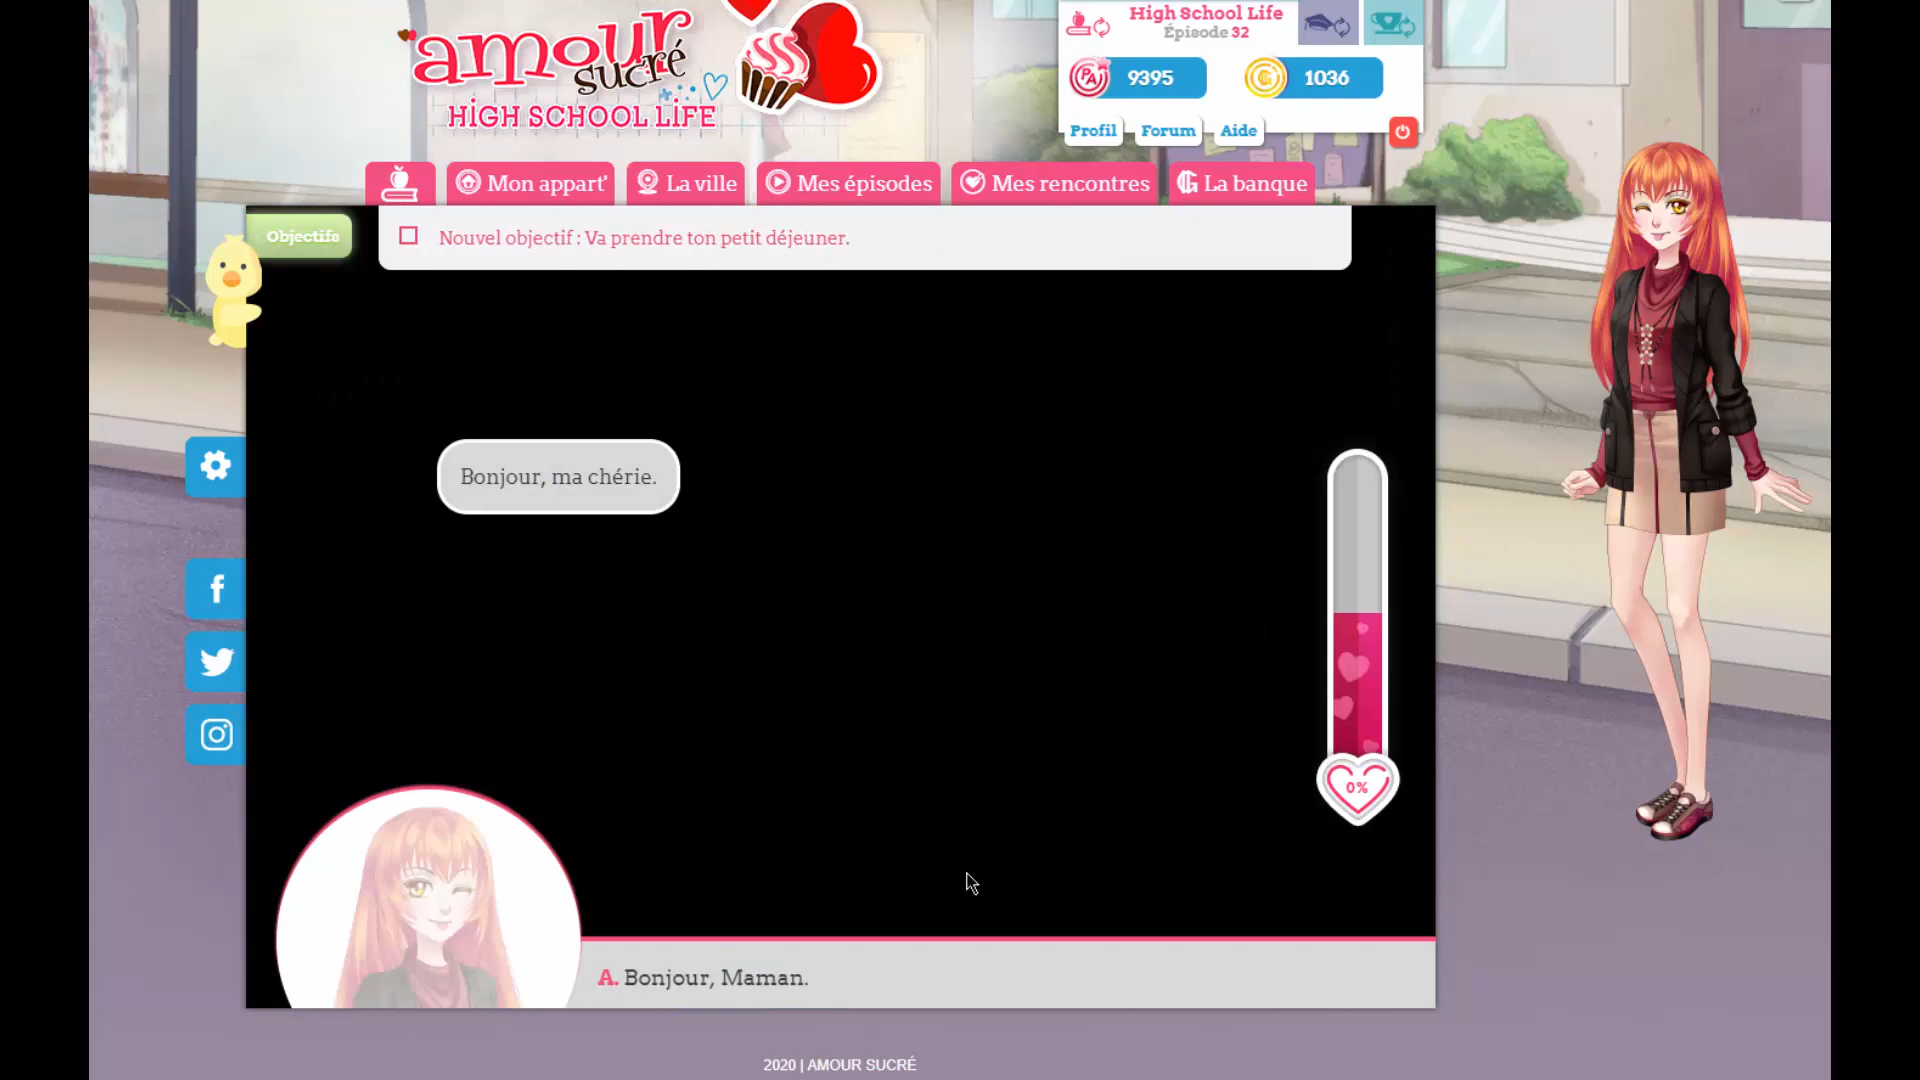 amour
sucré
HIGH SCHOOL LIFE
High School Life
Épisode 32
PA
9395
1036
Profil
Forum
Aide
Mon appart'
La ville
Mes épisodes
Mes rencontres
La banque
Objectifs
Nouvel objectif : Va prendre ton petit déjeuner.
Bonjour, ma chérie.
0%
A. Bonjour, Maman.
2020 | AMOUR SUCRÉ